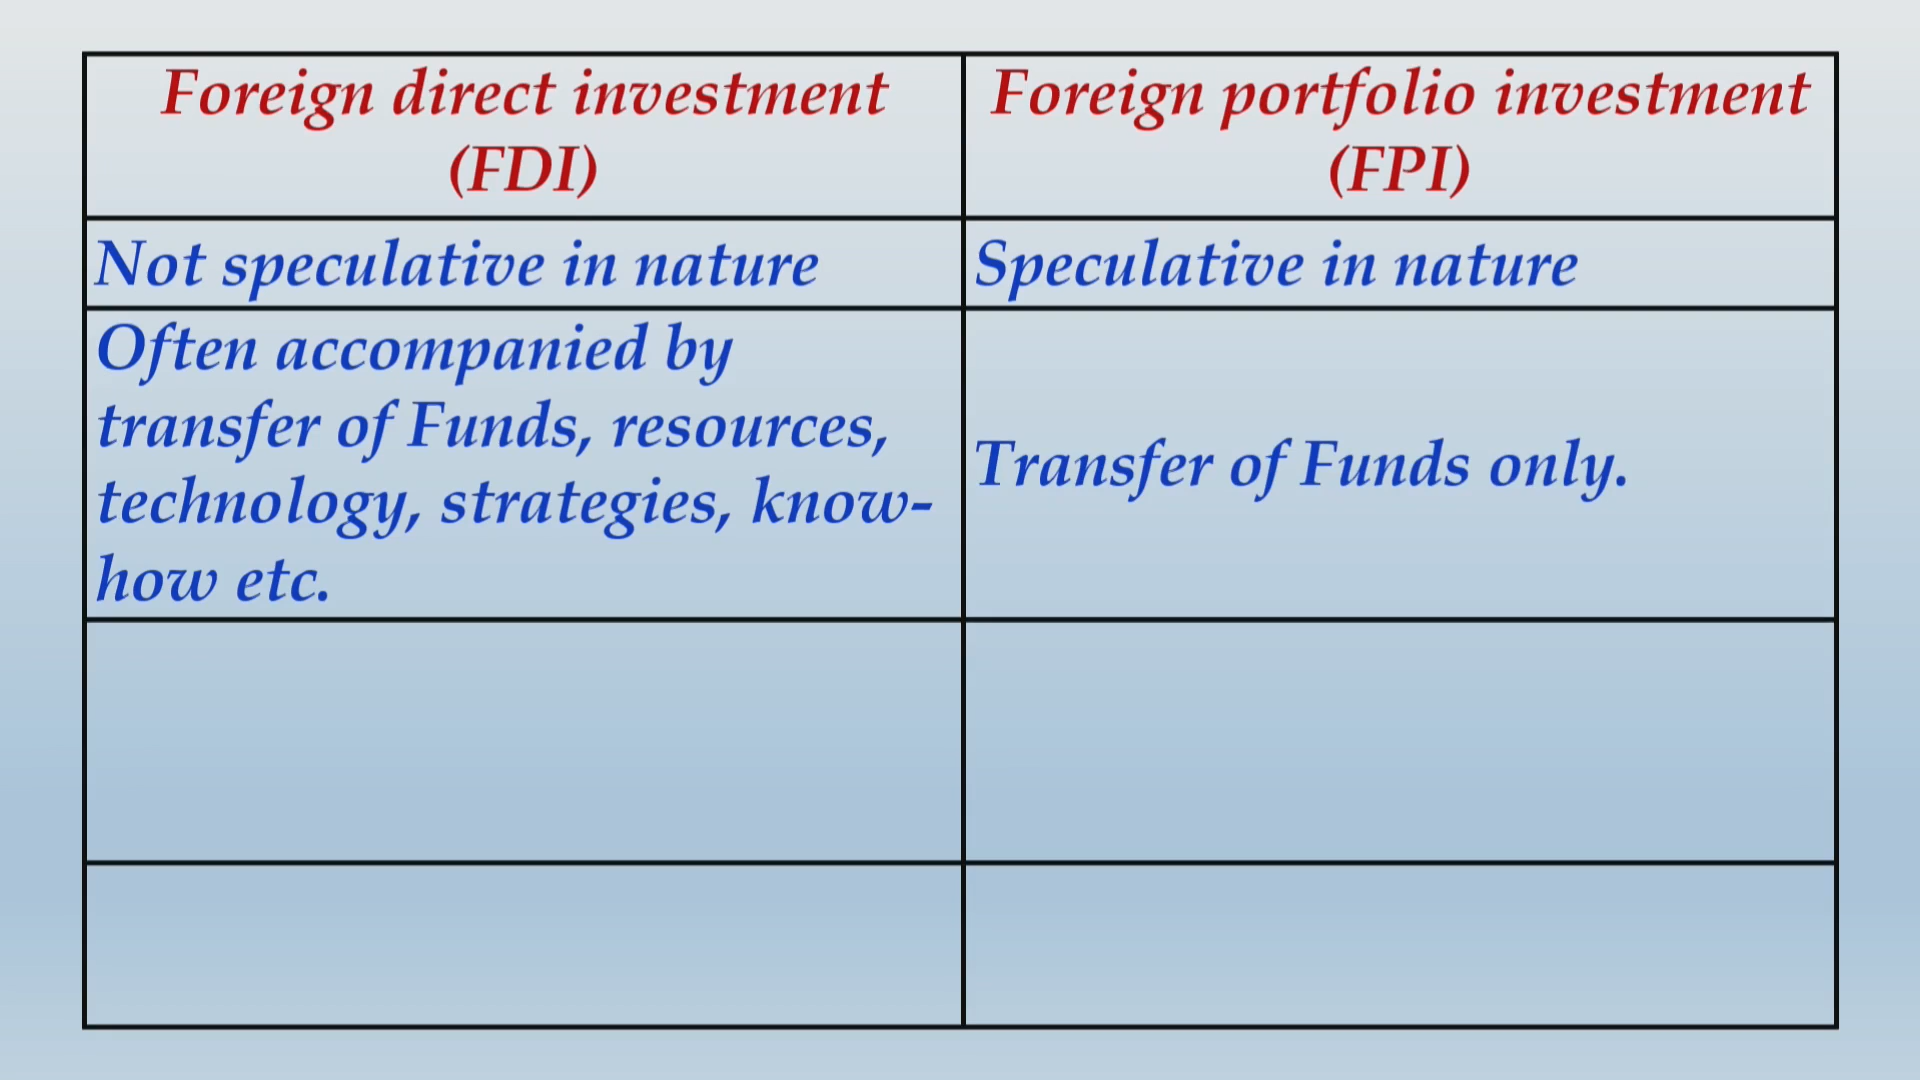 Foreign direct investment
(FDI)
Foreign portfolio investment
(FPI)
Not speculative in nature
Speculative in nature
Often accompanied by
transfer of Funds, resources,
technology, strategies, know-
how etc.
Transfer of Funds only.